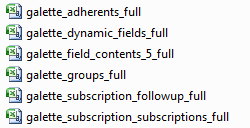 galette_adherents_full
galette_dynamic_fields_full
galette_field_contents_5_full
galette_groups_full
galette_subscription_followup_full
galette_subscription_subscriptions_full